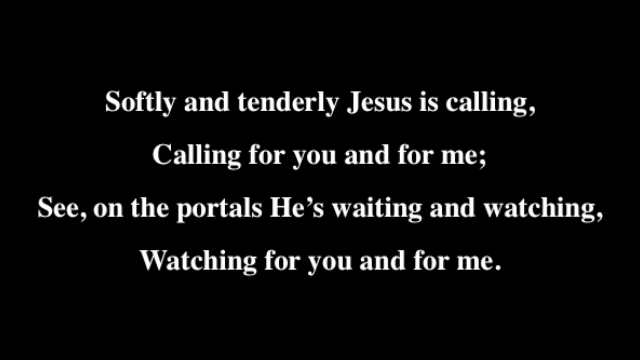 Softly and tenderly Jesus is calling,
Calling for you and for me;
See, on the portals He’s waiting and watching,
Watching for you and for me.